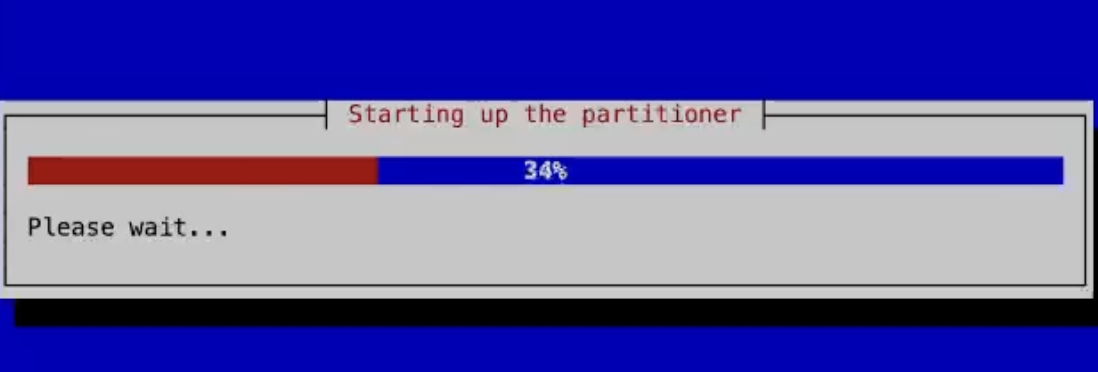 Starting up the partitioner
34%
Please wait...